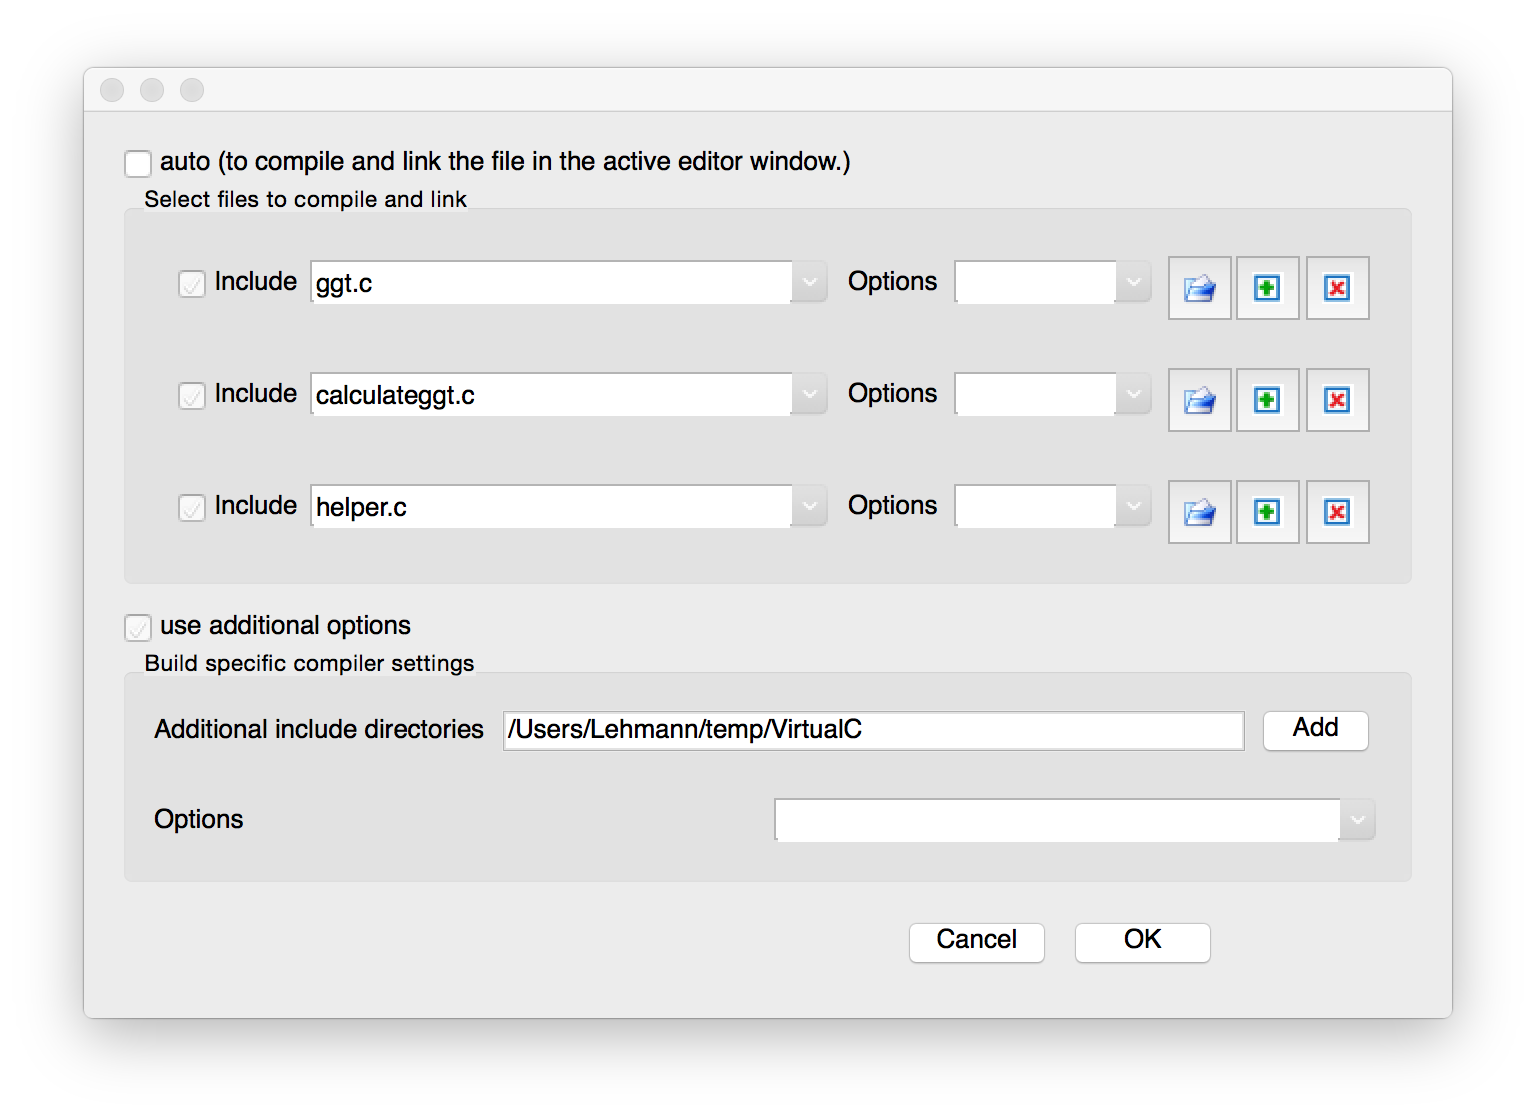 auto (to compile and link the file in the active editor window.)
Select files to compile and link
Include ggt.c Options
Include calculateggt.c Options
Include helper.c Options
use additional options
Build specific compiler settings
Additional include directories /Users/Lehmann/temp/VirtualC Add
Options
Cancel OK